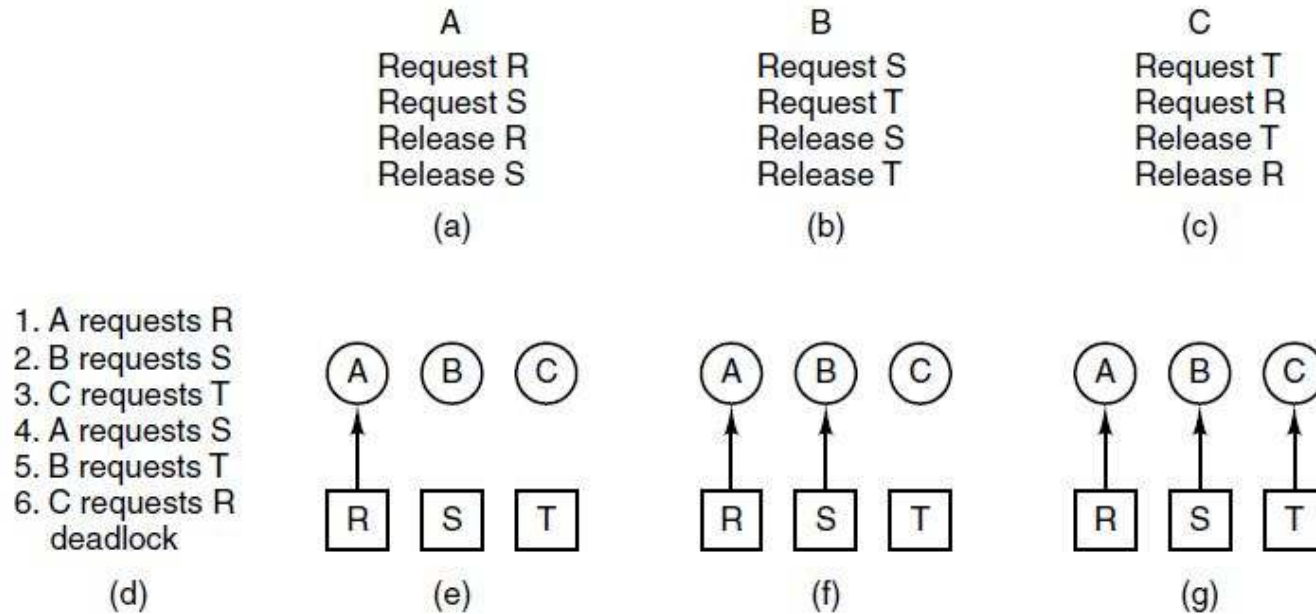 A
Request R
Request S
Release R
Release S
(a)
B
Request S
Request T
Release S
Release T
(b)
C
Request T
Request R
Release T
Release R
(c)
1. A requests R
2. B requests S
3. C requests T
4. A requests S
5. B requests T
6. C requests R
deadlock
(d)
A B C
R S T
(e)
A B C
R S T
(f)
A B C
R S T
(g)